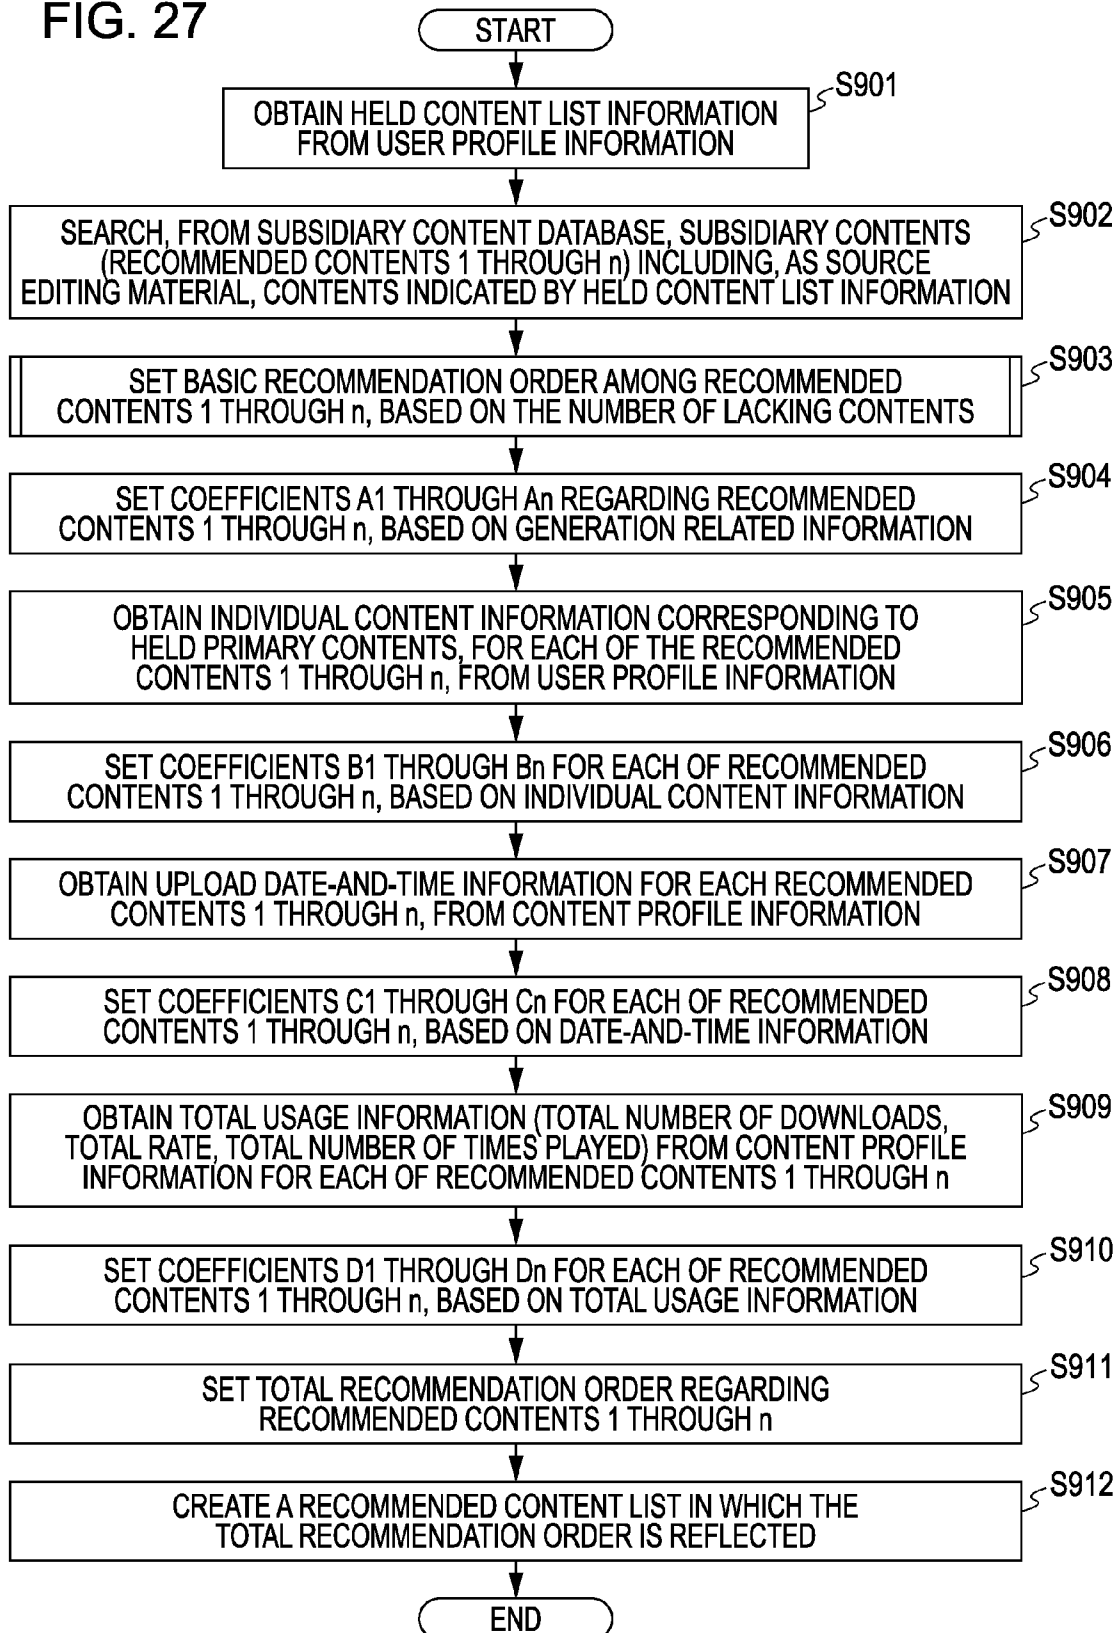 FIG. 27
START
S901
OBTAIN HELD CONTENT LIST INFORMATION
FROM USER PROFILE INFORMATION
S902
SEARCH, FROM SUBSIDIARY CONTENT DATABASE, SUBSIDIARY CONTENTS
(RECOMMENDED CONTENTS 1 THROUGH n) INCLUDING, AS SOURCE
EDITING MATERIAL, CONTENTS INDICATED BY HELD CONTENT LIST INFORMATION
S903
SET BASIC RECOMMENDATION ORDER AMONG RECOMMENDED
CONTENTS 1 THROUGH n, BASED ON THE NUMBER OF LACKING CONTENTS
S904
SET COEFFICIENTS A1 THROUGH An REGARDING RECOMMENDED
CONTENTS 1 THROUGH n, BASED ON GENERATION RELATED INFORMATION
S905
OBTAIN INDIVIDUAL CONTENT INFORMATION CORRESPONDING TO
HELD PRIMARY CONTENTS, FOR EACH OF THE RECOMMENDED
CONTENTS 1 THROUGH n, FROM USER PROFILE INFORMATION
S906
SET COEFFICIENTS B1 THROUGH Bn FOR EACH OF RECOMMENDED
CONTENTS 1 THROUGH n, BASED ON INDIVIDUAL CONTENT INFORMATION
S907
OBTAIN UPLOAD DATE-AND-TIME INFORMATION FOR EACH RECOMMENDED
CONTENTS 1 THROUGH n, FROM CONTENT PROFILE INFORMATION
S908
SET COEFFICIENTS C1 THROUGH Cn FOR EACH OF RECOMMENDED
CONTENTS 1 THROUGH n, BASED ON DATE-AND-TIME INFORMATION
S909
OBTAIN TOTAL USAGE INFORMATION (TOTAL NUMBER OF DOWNLOADS,
TOTAL RATE, TOTAL NUMBER OF TIMES PLAYED) FROM CONTENT PROFILE
INFORMATION FOR EACH OF RECOMMENDED CONTENTS 1 THROUGH n
S910
SET COEFFICIENTS D1 THROUGH Dn FOR EACH OF RECOMMENDED
CONTENTS 1 THROUGH n, BASED ON TOTAL USAGE INFORMATION
S911
SET TOTAL RECOMMENDATION ORDER REGARDING
RECOMMENDED CONTENTS 1 THROUGH n
S912
CREATE A RECOMMENDED CONTENT LIST IN WHICH THE
TOTAL RECOMMENDATION ORDER IS REFLECTED
END